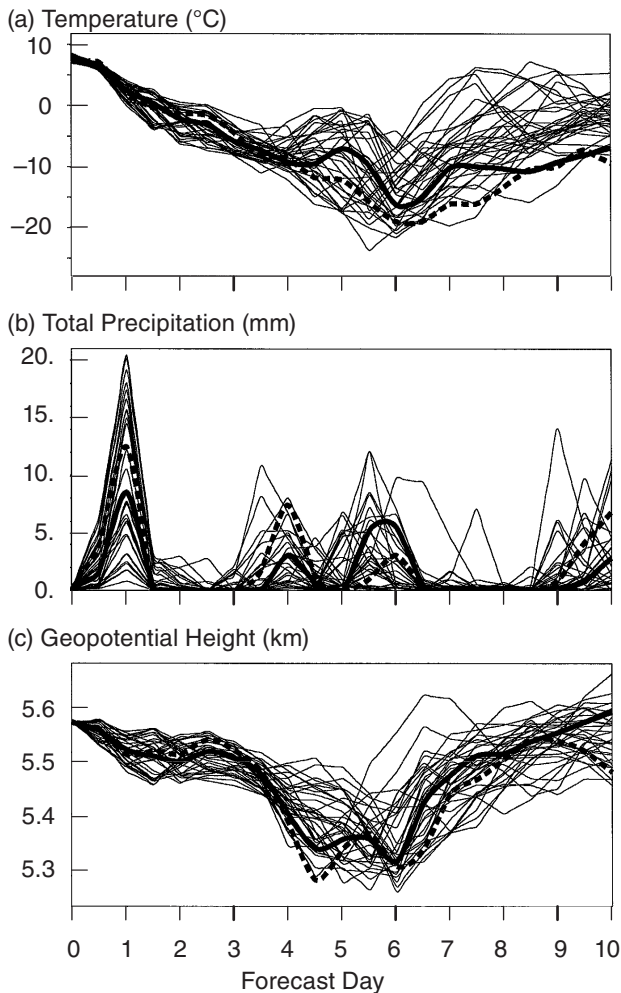 (a) Temperature (°C)
10
0
–10
–20
(b) Total Precipitation (mm)
20.
15.
10.
5.
0.
(c) Geopotential Height (km)
5.6
5.5
5.4
5.3
0 1 2 3 4 5 6 7 8 9 10
Forecast Day